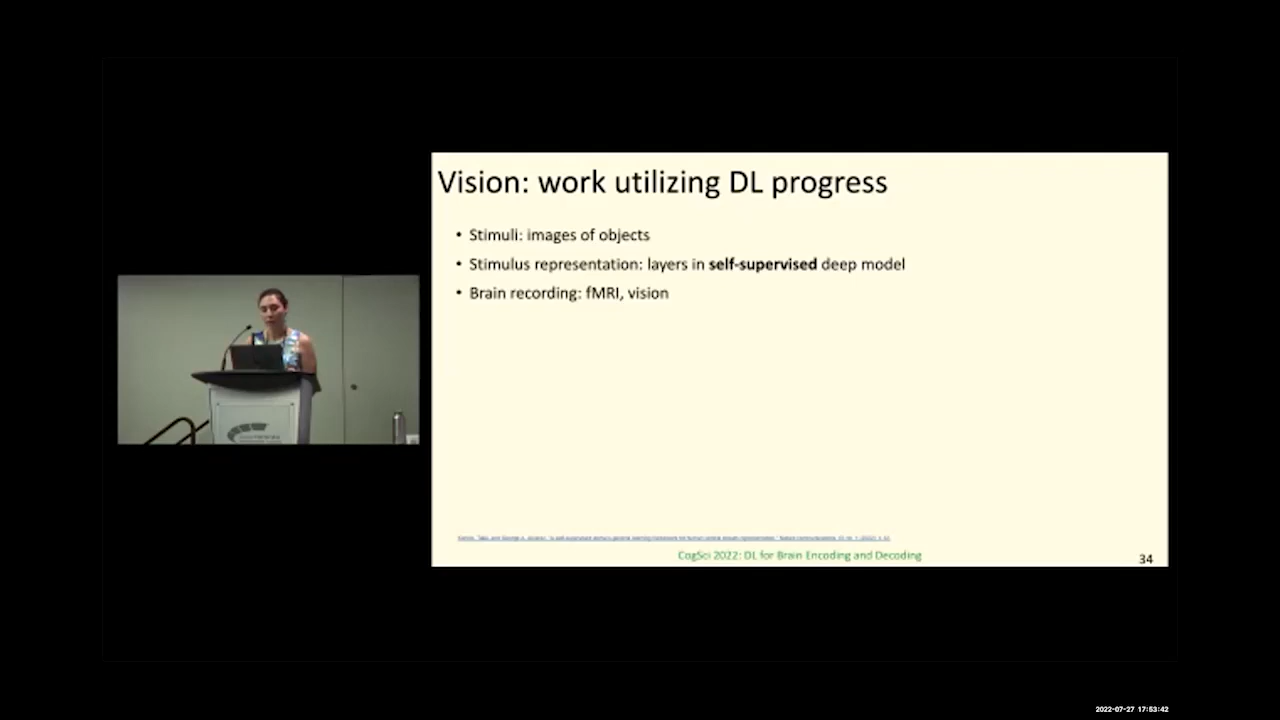 Vision: work utilizing DL progress
• Stimuli: images of objects
• Stimulus representation: layers in self-supervised deep model
• Brain recording: fMRI, vision
CogSci 2022: DL for Brain Encoding and Decoding
34
2022-07-27 17:53:42